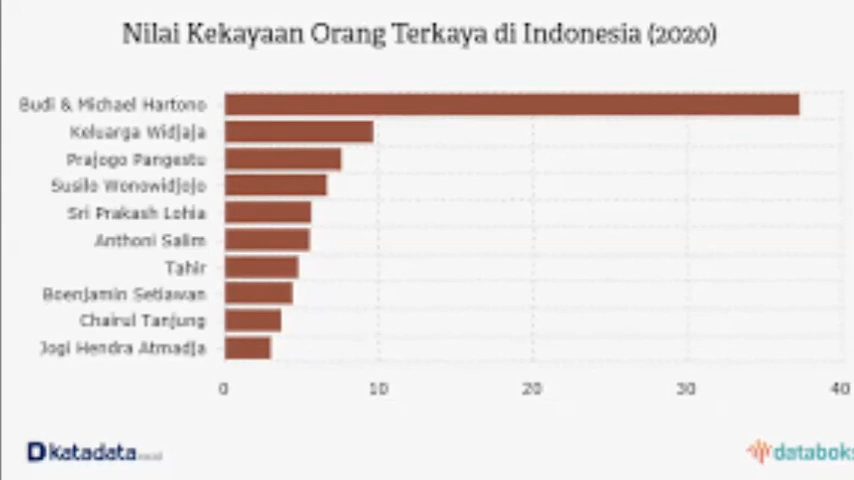 Nilai Kekayaan Orang Terkaya di Indonesia (2020)
Budi & Michael Hartono
Keluarga Widjaja
Prajogo Pangestu
Susilo Wonowidjojo
Sri Prakash Lohia
Anthoni Salim
Tahir
Boenjamin Setiawan
Chairul Tanjung
Jogi Hendra Atmadja
0 10 20 30 40
katadata
databoks